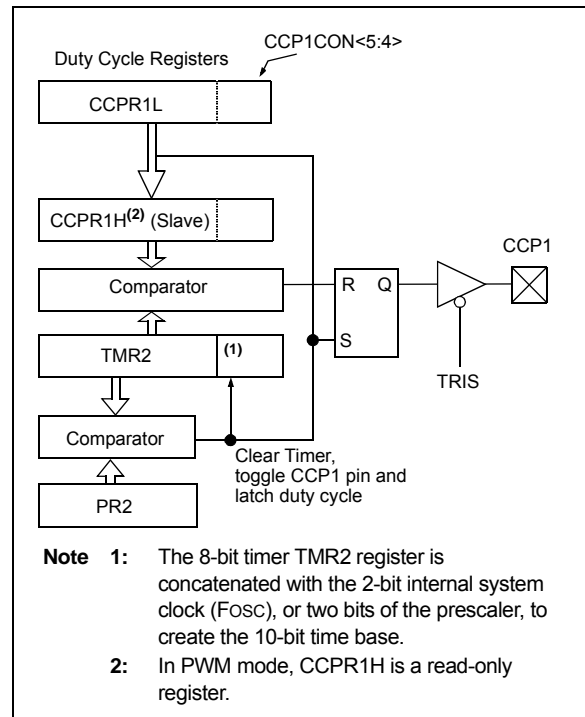 CCP1CON<5:4>
Duty Cycle Registers
CCPR1L
CCPR1H(2) (Slave)
CCP1
Comparator
R Q
TMR2 (1)
S
TRIS
Comparator
Clear Timer,
toggle CCP1 pin and
latch duty cycle
PR2
Note 1: The 8-bit timer TMR2 register is
concatenated with the 2-bit internal system
clock (FOSC), or two bits of the prescaler, to
create the 10-bit time base.
2: In PWM mode, CCPR1H is a read-only
register.